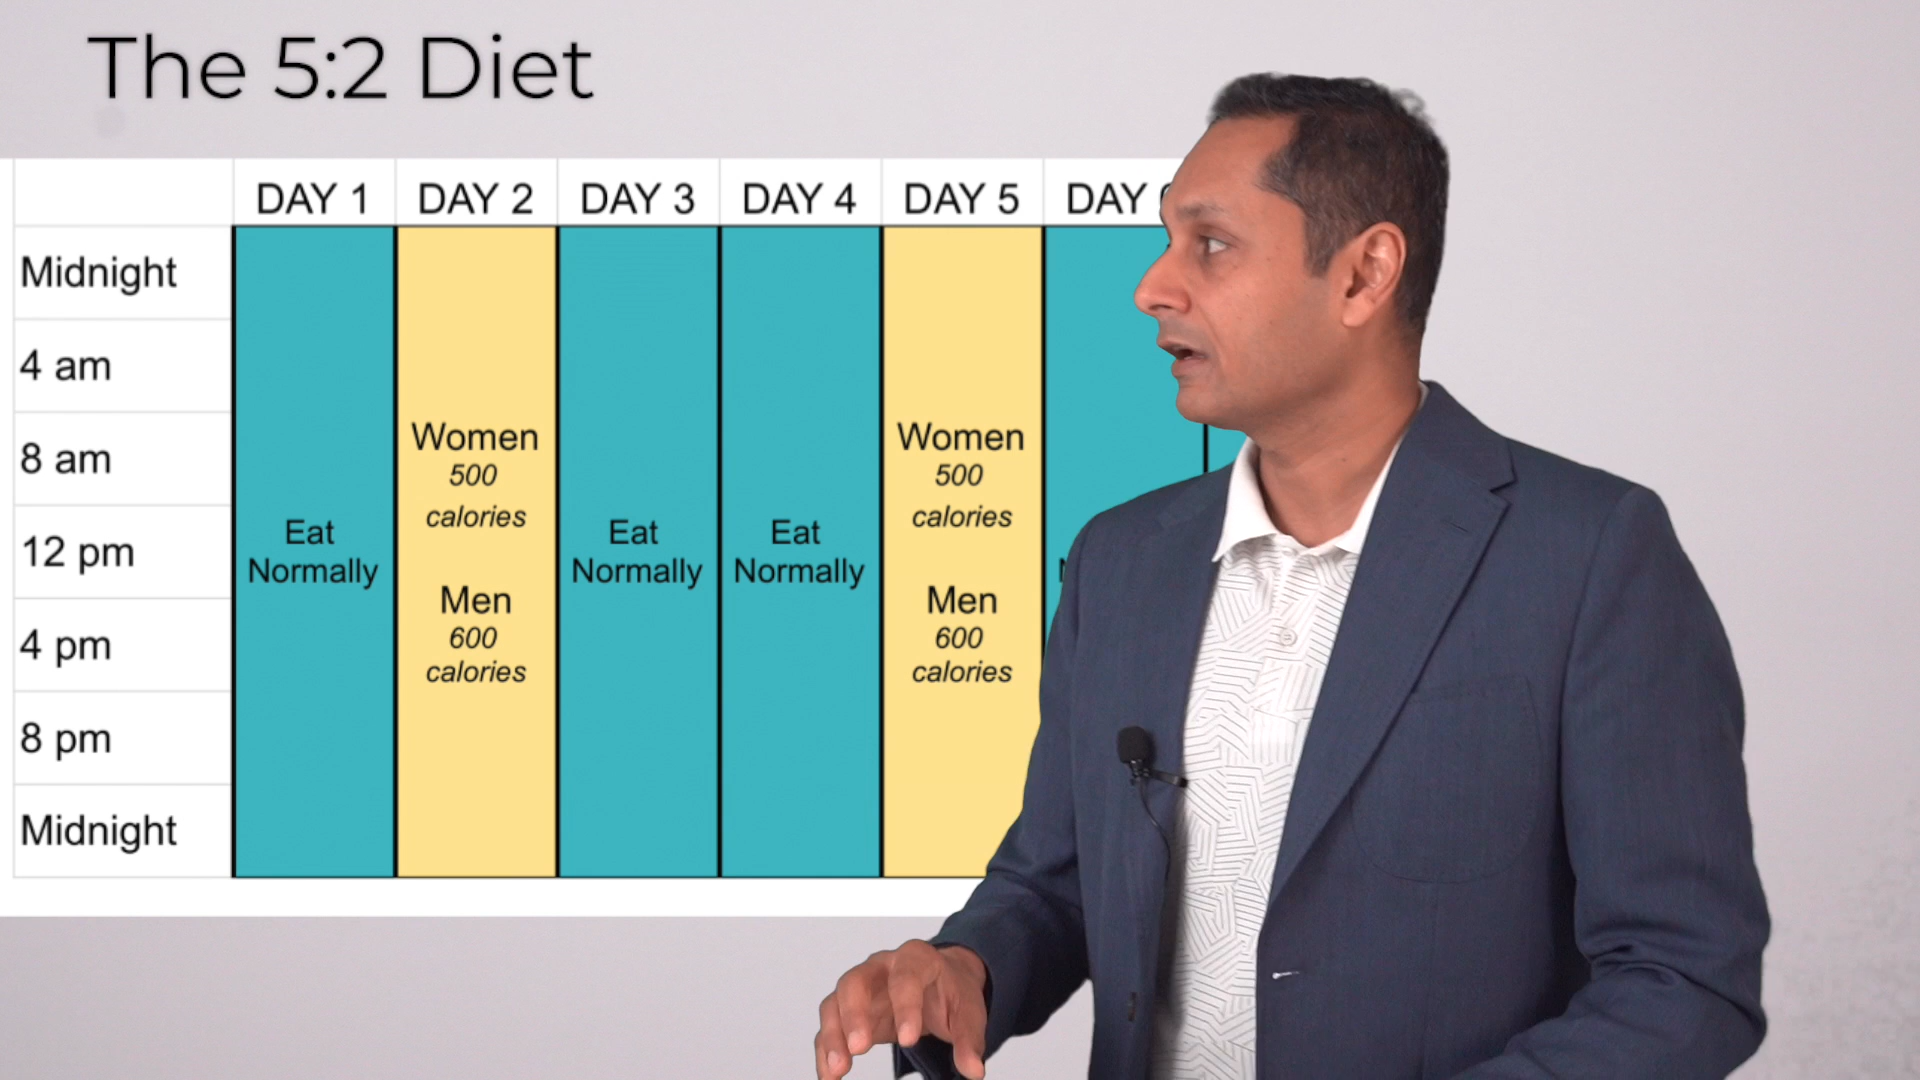 The 5:2 Diet
DAY 1 DAY 2 DAY 3 DAY 4 DAY 5 DAY
Midnight
4 am
8 am
12 pm
4 pm
8 pm
Midnight
Eat
Normally
Women
500
calories
Men
600
calories
Eat
Normally
Eat
Normally
Women
500
calories
Men
600
calories